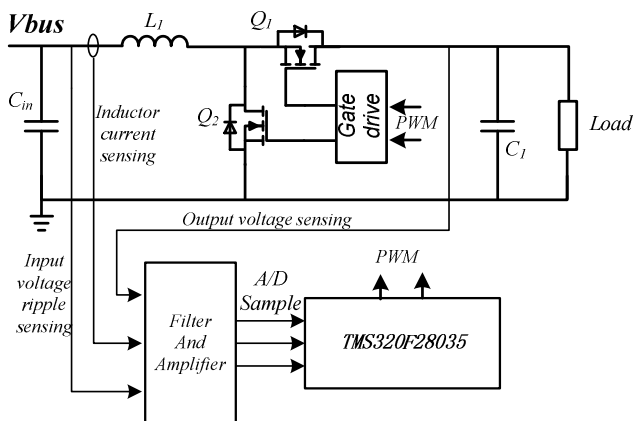 Vbus
L1
Q1
Cin
Inductor
current
sensing
Q2
Gate
drive
PWM
C1
Load
Output voltage sensing
Input
voltage
ripple
sensing
Filter
And
Amplifier
A/D
Sample
PWM
TMS320F28035